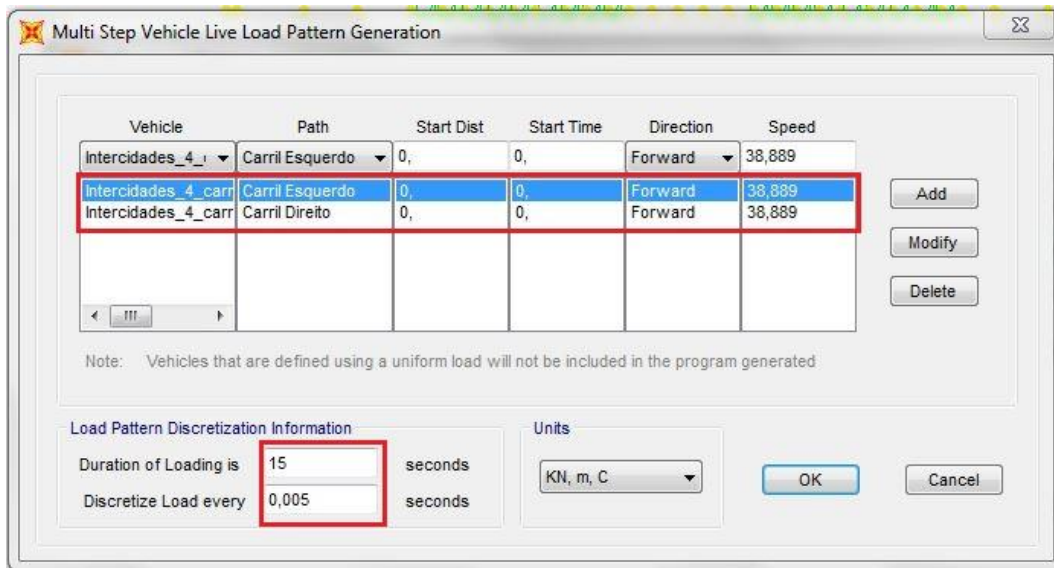 Multi Step Vehicle Live Load Pattern Generation
Vehicle Path Start Dist Start Time Direction Speed
Intercidades_4_ Carril Esquerdo 0, 0, Forward 38,889
Intercidades_4_carr Carril Esquerdo 0, 0, Forward 38,889
Intercidades_4_carr Carril Direito 0, 0, Forward 38,889
Add
Modify
Delete
Note: Vehicles that are defined using a uniform load will not be included in the program generated
Load Pattern Discretization Information
Duration of Loading is 15 seconds
Discretize Load every 0,005 seconds
Units
KN, m, C
OK
Cancel